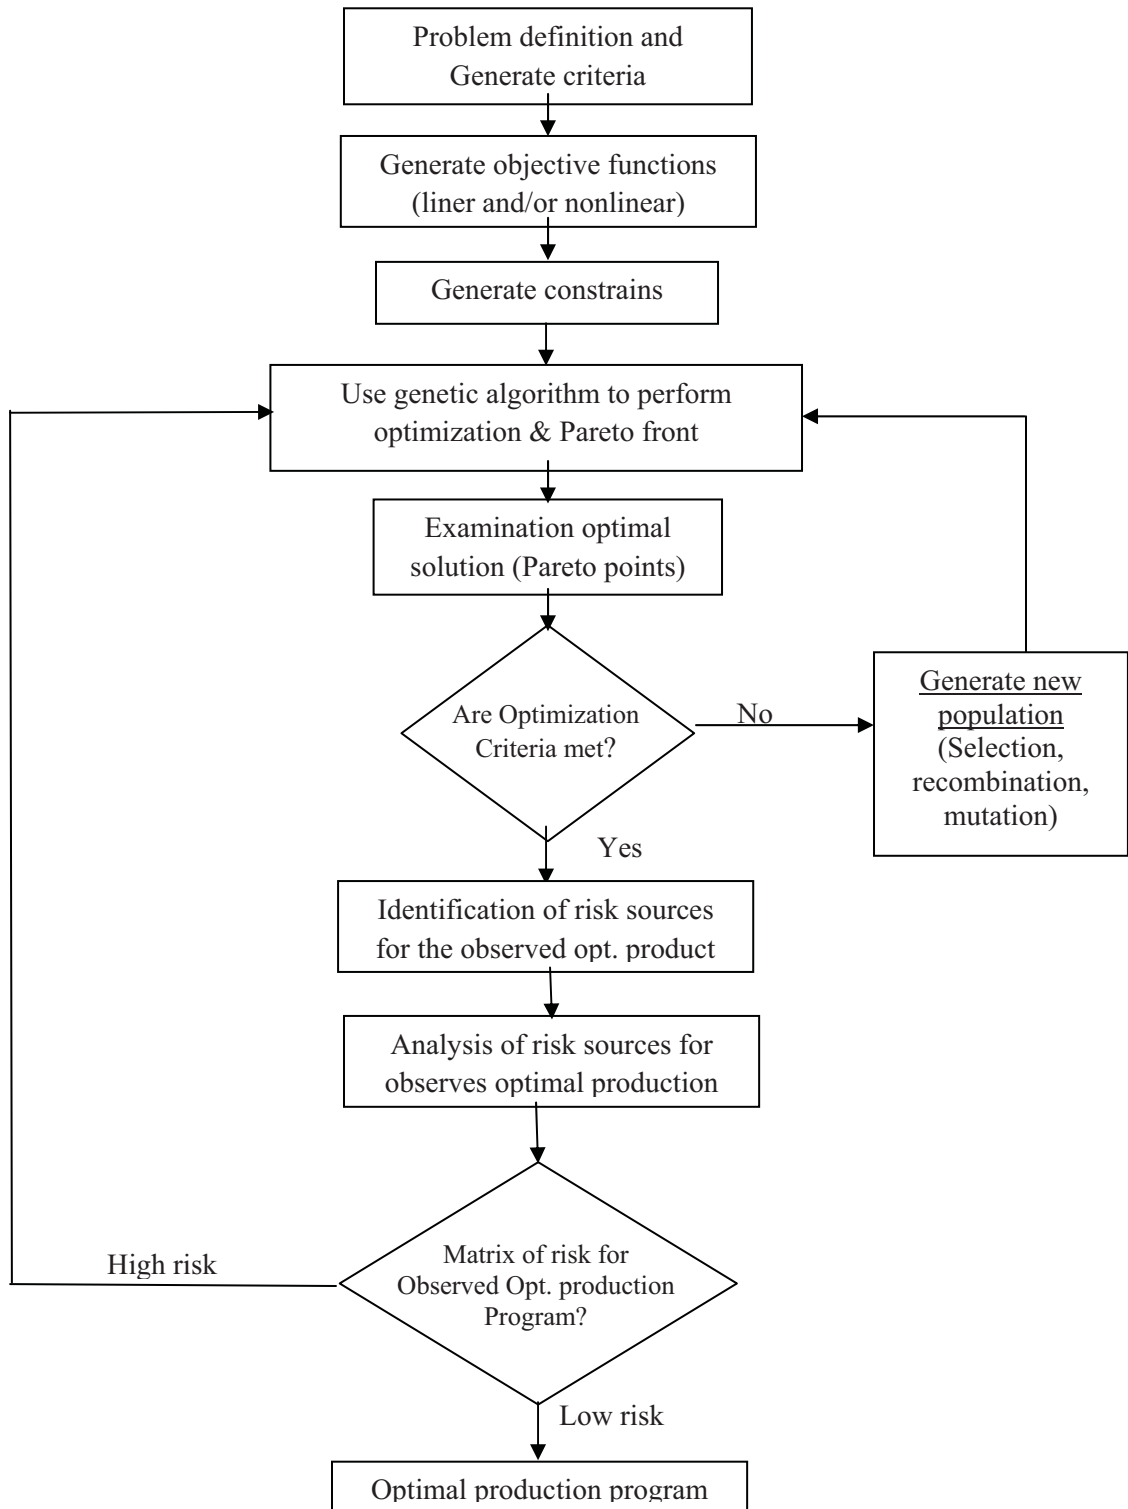 Problem definition and
Generate criteria
Generate objective functions
(liner and/or nonlinear)
Generate constrains
Use genetic algorithm to perform
optimization & Pareto front
Examination optimal
solution (Pareto points)
Are Optimization
Criteria met?
No
Generate new
population
(Selection,
recombination,
mutation)
Yes
Identification of risk sources
for the observed opt. product
Analysis of risk sources for
observes optimal production
High risk
Matrix of risk for
Observed Opt. production
Program?
Low risk
Optimal production program